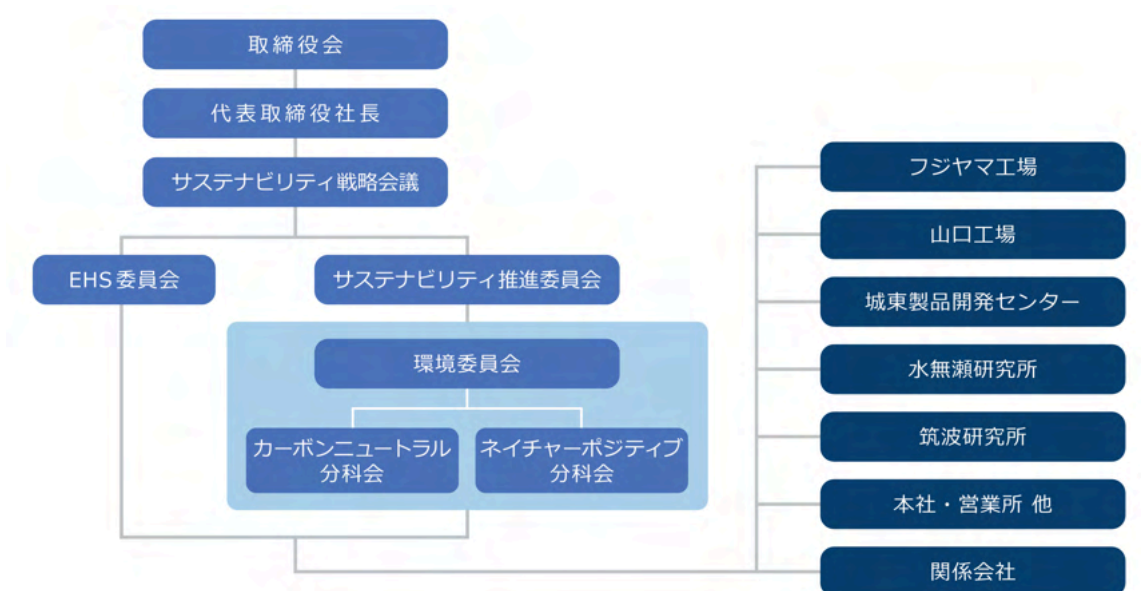 取締役会
代表取締役社長
サステナビリティ戦略会議
EHS委員会
サステナビリティ推進委員会
環境委員会
カーボンニュートラル
分科会
ネイチャーポジティブ
分科会
フジヤマ工場
山口工場
城東製品開発センター
水無瀬研究所
筑波研究所
本社・営業所 他
関係会社